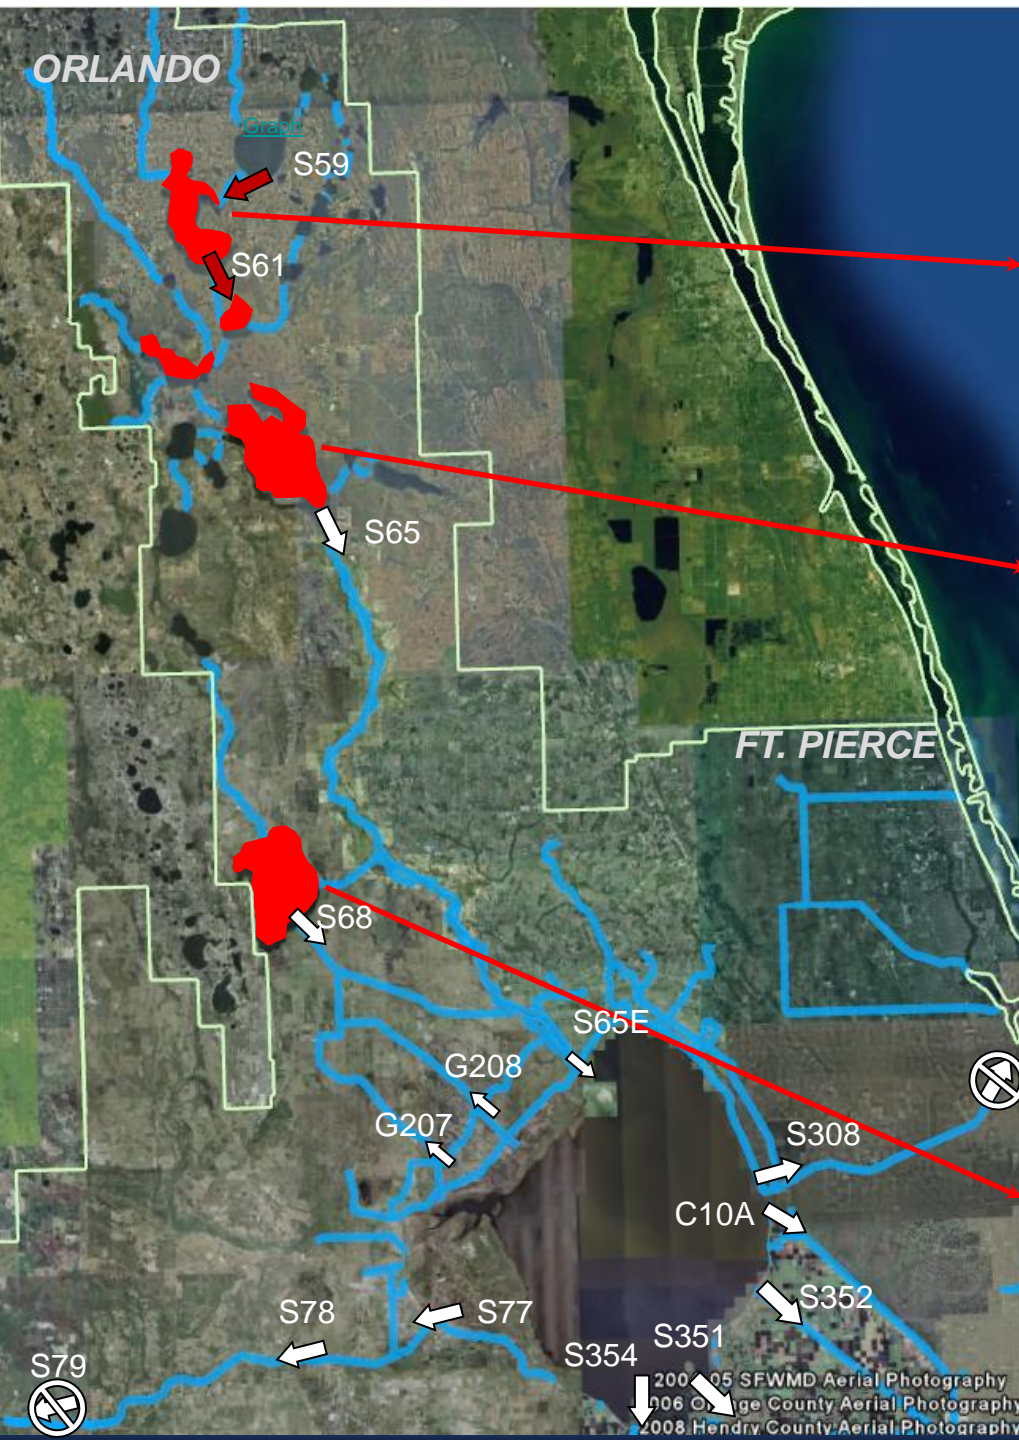 ORLANDO
Graph
S59
S61
S65
FT. PIERCE
S68
S65E
G208
G207
S308
C10A
S352
S78
S77
S351
S354
S79
05 SFWMD Aerial Photography
County Aerial Photography
2008 Hendry County Aerial Photography